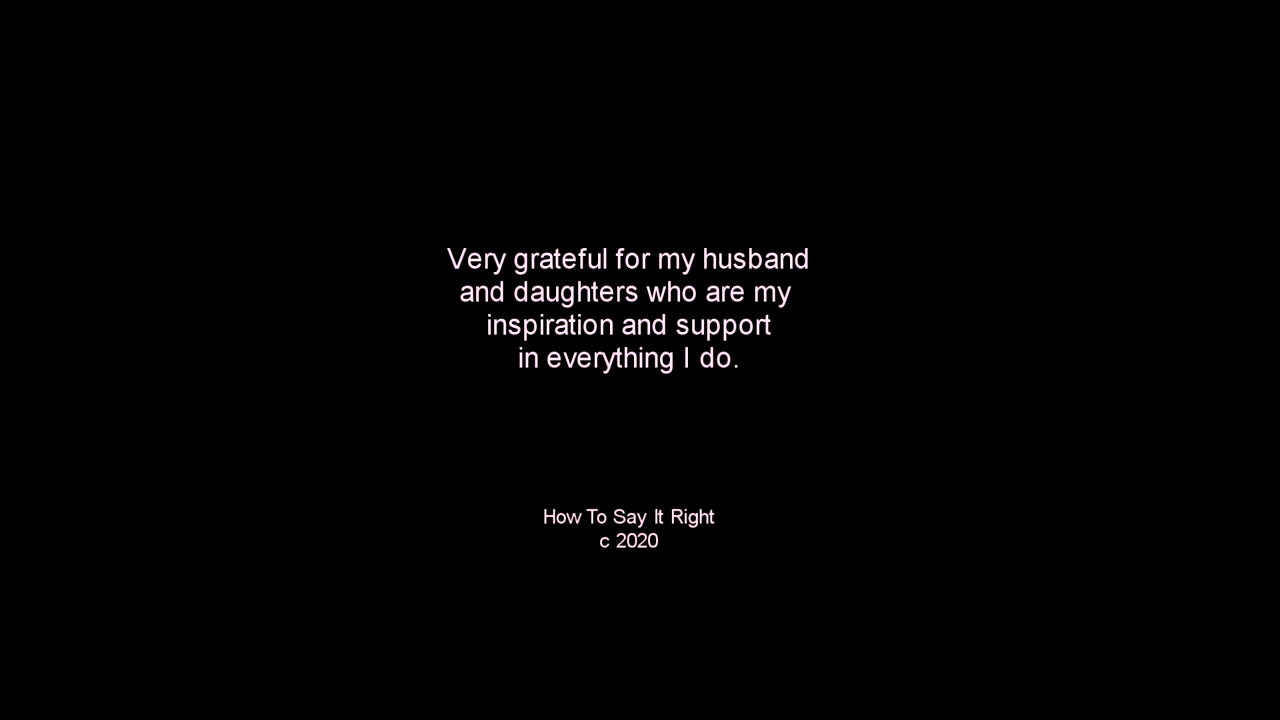 Very grateful for my husband
and daughters who are my
inspiration and support
in everything I do.
How To Say It Right
c 2020